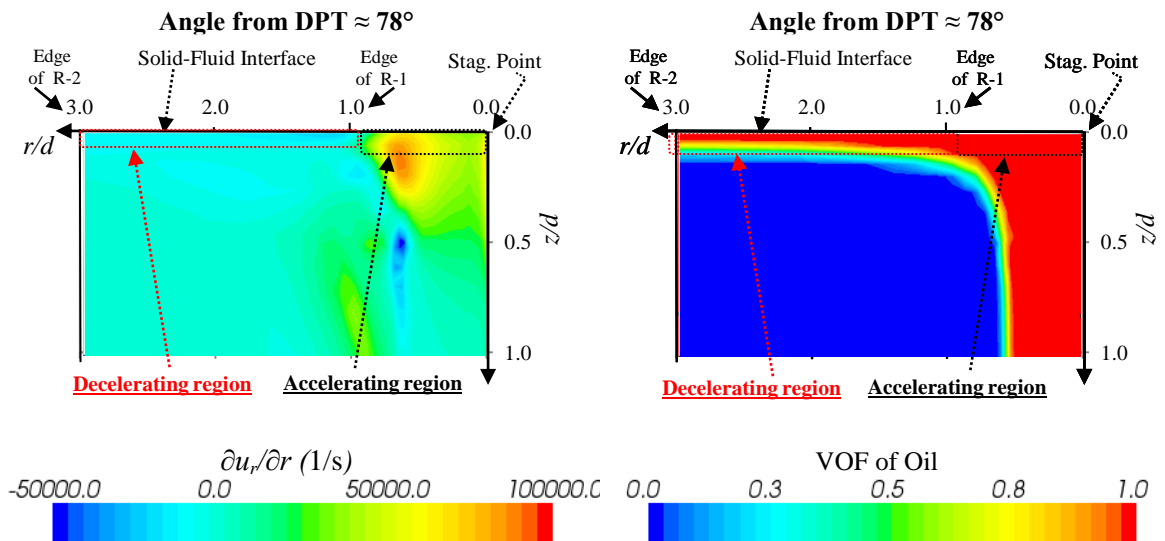 Angle from DPT ≈ 78°
Edge of R-2
Solid-Fluid Interface
Edge of R-1
Stag. Point
3.0 2.0 1.0 0.0
r/d
0.0
0.5
1.0
z/d
Decelerating region
Accelerating region
∂uᵣ/∂r (1/s)
-50000.0 0.0 50000.0 100000.0
Angle from DPT ≈ 78°
Edge of R-2
Solid-Fluid Interface
Edge of R-1
Stag. Point
3.0 2.0 1.0 0.0
r/d
0.0
0.5
1.0
z/d
Decelerating region
Accelerating region
VOF of Oil
0.0 0.3 0.5 0.8 1.0